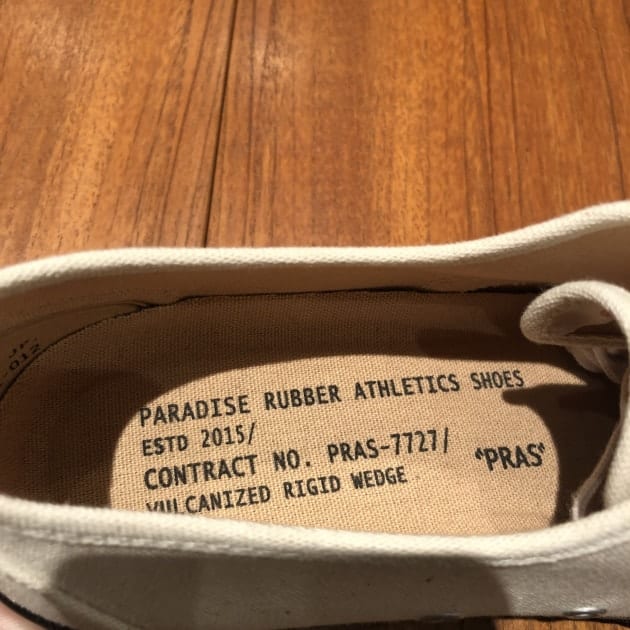 PARADISE RUBBER ATHLETICS SHOES
ESTD 2015/
CONTRACT NO. PRAS-7727/ "PRAS"
VULCANIZED RIGID WEDGE